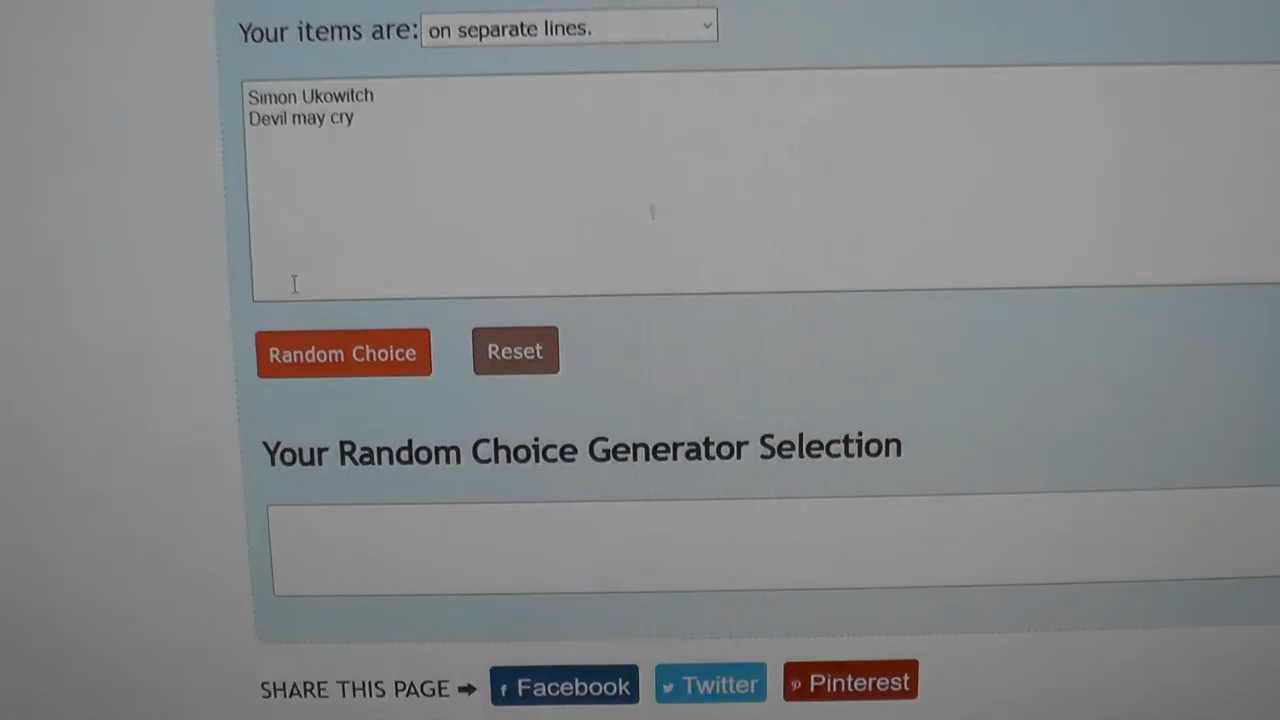 Your items are: on separate lines.
Simon Ukowitch
Devil may cry
Random Choice
Reset
Your Random Choice Generator Selection
SHARE THIS PAGE ➡ Facebook Twitter Pinterest